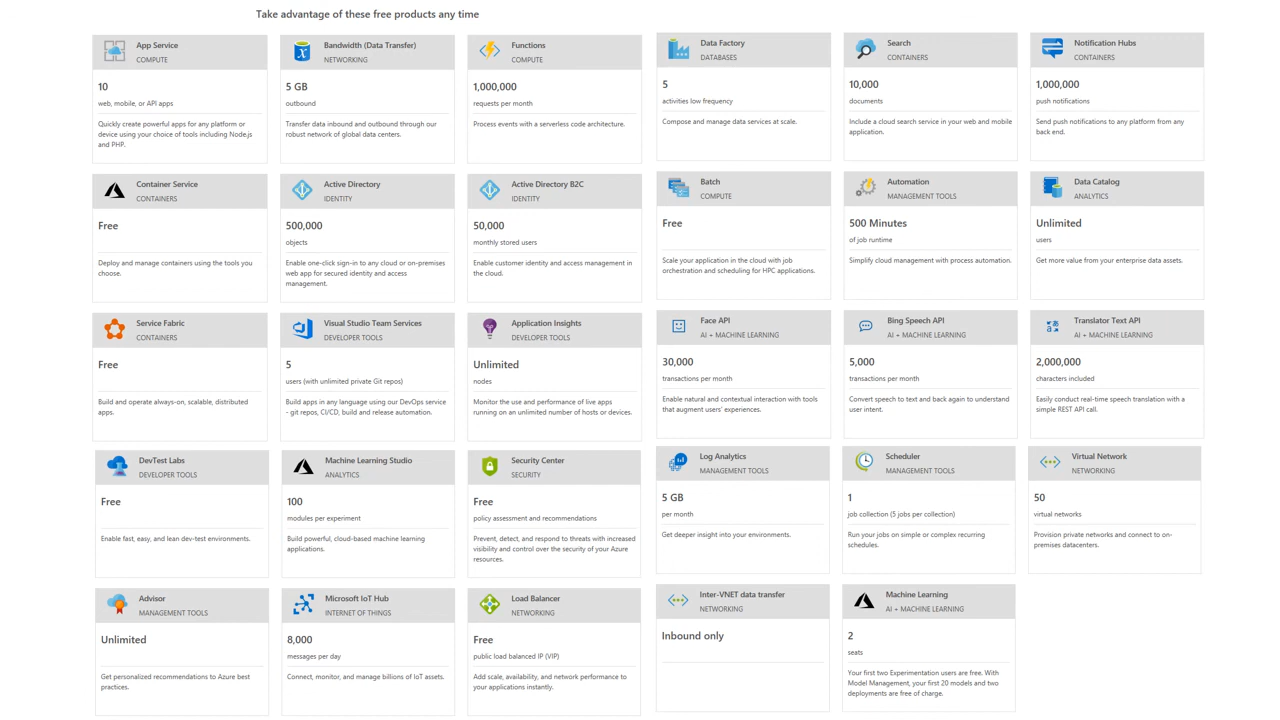 Take advantage of these free products any time
App Service
COMPUTE
10
web, mobile, or API apps
Quickly create powerful apps for any platform or
device using your choice of tools including Node.js
and PHP.
Bandwidth (Data Transfer)
NETWORKING
5 GB
outbound
Transfer data inbound and outbound through our
robust network of global data centers.
Functions
COMPUTE
1,000,000
requests per month
Process events with a serverless code architecture.
Data Factory
DATABASES
5
activities low frequency
Compose and manage data services at scale.
Search
CONTAINERS
10,000
documents
Include a cloud search service in your web and mobile
application.
Notification Hubs
CONTAINERS
1,000,000
push notifications
Send push notifications to any platform from any
back end.
Container Service
CONTAINERS
Free
Deploy and manage containers using the tools you
choose.
Active Directory
IDENTITY
500,000
objects
Enable one-click sign-in to any cloud or on-premises
web app for secured identity and access
management.
Active Directory B2C
IDENTITY
50,000
monthly stored users
Enable customer identity and access management in
the cloud.
Batch
COMPUTE
Free
Scale your application in the cloud with job
orchestration and scheduling for HPC applications.
Automation
MANAGEMENT TOOLS
500 Minutes
of job runtime
Simplify cloud management with process automation.
Data Catalog
ANALYTICS
Unlimited
users
Get more value from your enterprise data assets.
Service Fabric
CONTAINERS
Free
Build and operate always-on, scalable, distributed
apps.
Visual Studio Team Services
DEVELOPER TOOLS
5
users (with unlimited private Git repos)
Build apps in any language using our DevOps service
- git repos, CI/CD, build and release automation.
Application Insights
DEVELOPER TOOLS
Unlimited
nodes
Monitor the use and performance of live apps
running on an unlimited number of hosts or devices.
Face API
AI + MACHINE LEARNING
30,000
transactions per month
Enable natural and contextual interaction with tools
that augment users' experiences.
Bing Speech API
AI + MACHINE LEARNING
5,000
transactions per month
Convert speech to text and back again to understand
user intent.
Translator Text API
AI + MACHINE LEARNING
2,000,000
characters included
Easily conduct real-time speech translation with a
simple REST API call.
DevTest Labs
DEVELOPER TOOLS
Free
Enable fast, easy, and lean dev-test environments.
Machine Learning Studio
ANALYTICS
100
modules per experiment
Build powerful, cloud-based machine learning
applications.
Security Center
SECURITY
Free
policy assessment and recommendations
Prevent, detect, and respond to threats with increased
visibility and control over the security of your Azure
resources.
Log Analytics
MANAGEMENT TOOLS
5 GB
per month
Get deeper insight into your environments.
Scheduler
MANAGEMENT TOOLS
1
job collection (5 jobs per collection)
Run your jobs on simple or complex recurring
schedules.
Virtual Network
NETWORKING
50
virtual networks
Provision private networks and connect to on-
premises datacenters.
Advisor
MANAGEMENT TOOLS
Unlimited
Get personalized recommendations to Azure best
practices.
Microsoft IoT Hub
INTERNET OF THINGS
8,000
messages per day
Connect, monitor, and manage billions of IoT assets.
Load Balancer
NETWORKING
Free
public load balanced IP (VIP)
Add scale, availability, and network performance to
your applications instantly.
Inter-VNET data transfer
NETWORKING
Inbound only
Machine Learning
AI + MACHINE LEARNING
2
seats
Your first two Experimentation users are free. With
Model Management, your first 20 models and two
deployments are free of charge.